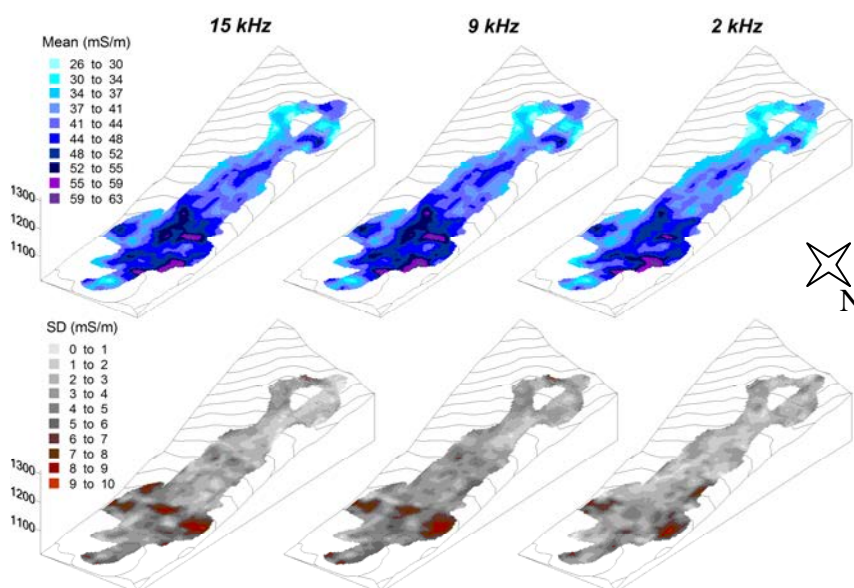 15 kHz 9 kHz 2 kHz
Mean (mS/m)
26 to 30
30 to 34
34 to 37
37 to 41
41 to 44
44 to 48
48 to 52
52 to 55
55 to 59
59 to 63
1300
1200
1100
N
SD (mS/m)
0 to 1
1 to 2
2 to 3
3 to 4
4 to 5
5 to 6
6 to 7
7 to 8
8 to 9
9 to 10
1300
1200
1100